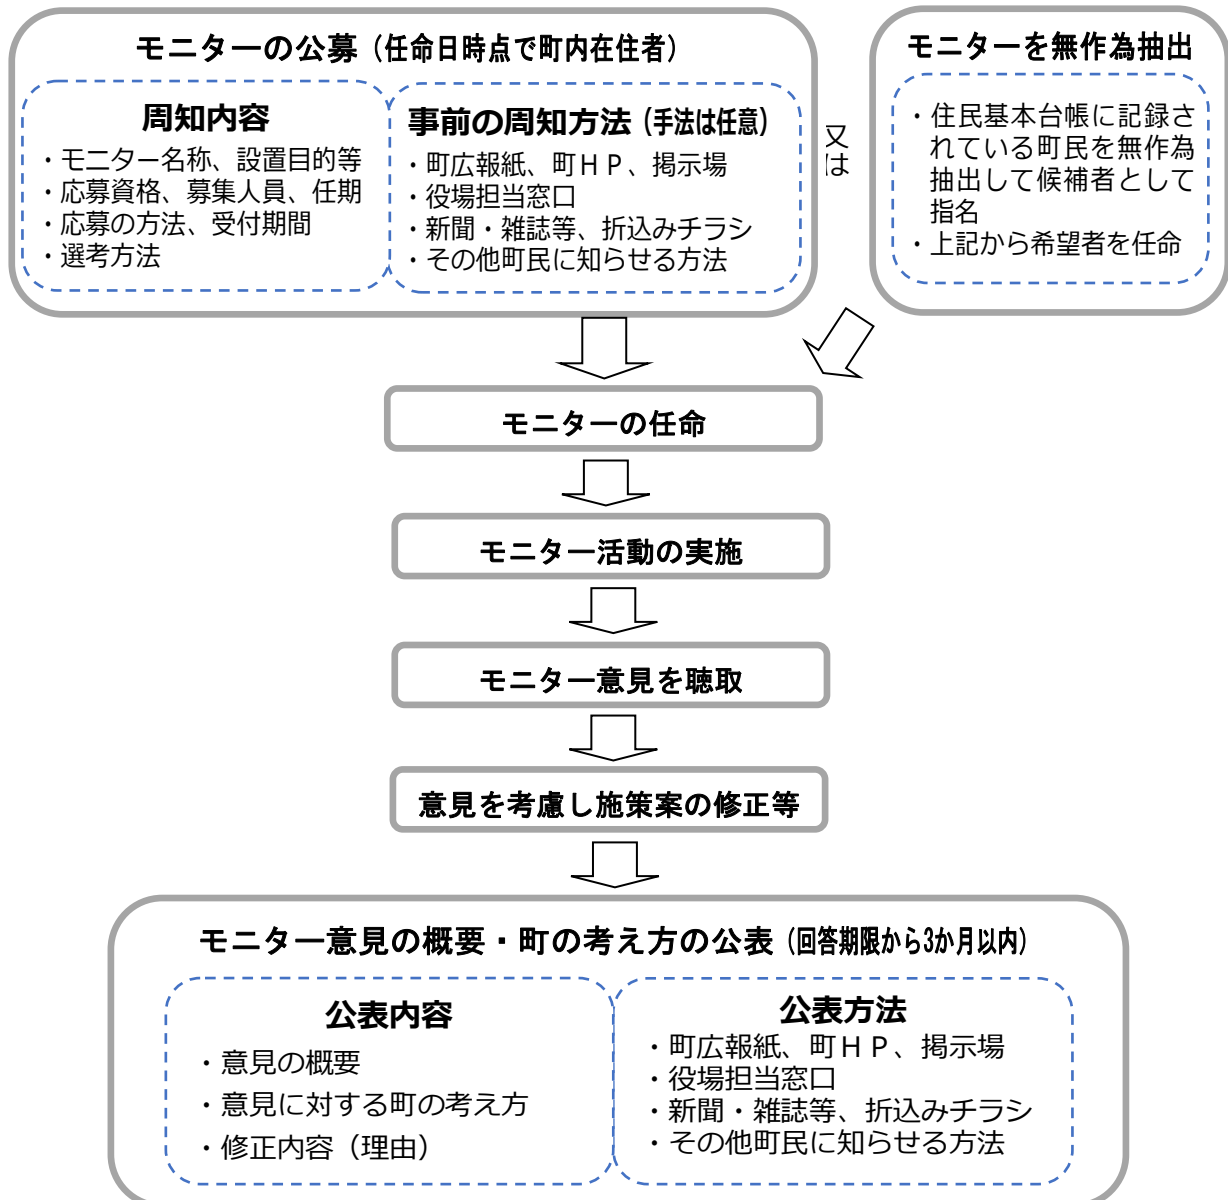 モニターの公募（任命日時点で町内在住者）
周知内容
・モニター名称、設置目的等
・応募資格、募集人員、任期
・応募の方法、受付期間
・選考方法
事前の周知方法（手法は任意）
・町広報紙、町ＨＰ、掲示場
・役場担当窓口
・新聞・雑誌等、折込みチラシ
・その他町民に知らせる方法
又は
モニターを無作為抽出
・住民基本台帳に記録さ
れている町民を無作為
抽出して候補者として
指名
・上記から希望者を任命
モニターの任命
モニター活動の実施
モニター意見を聴取
意見を考慮し施策案の修正等
モニター意見の概要・町の考え方の公表（回答期限から3か月以内）
公表内容
・意見の概要
・意見に対する町の考え方
・修正内容（理由）
公表方法
・町広報紙、町ＨＰ、掲示場
・役場担当窓口
・新聞・雑誌等、折込みチラシ
・その他町民に知らせる方法